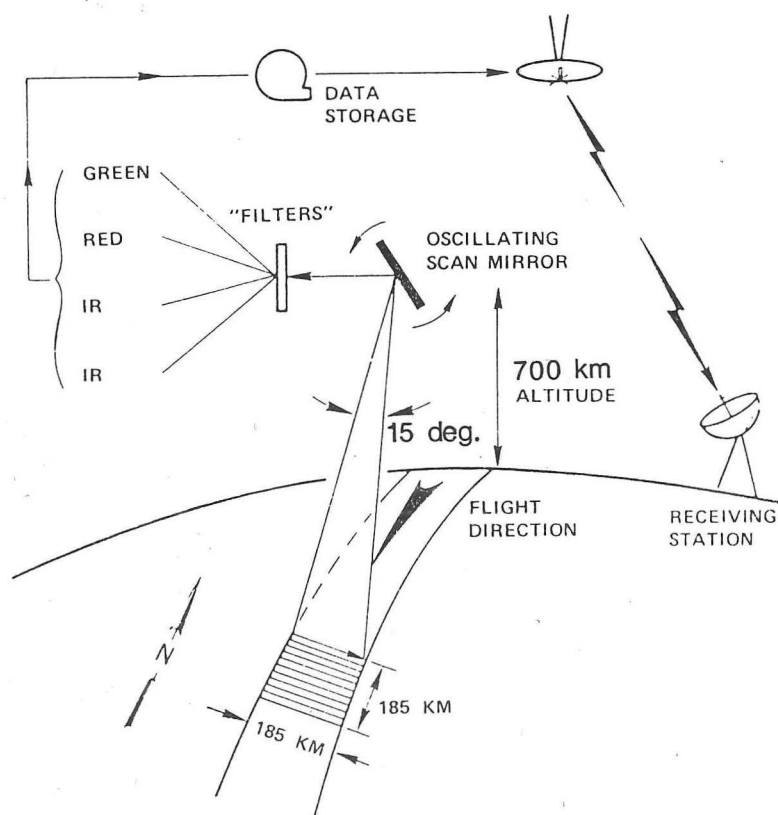 DATA
STORAGE
GREEN
RED
IR
IR
"FILTERS"
OSCILLATING
SCAN MIRROR
700 km
ALTITUDE
15 deg.
FLIGHT
DIRECTION
RECEIVING
STATION
N
185 KM
185 KM